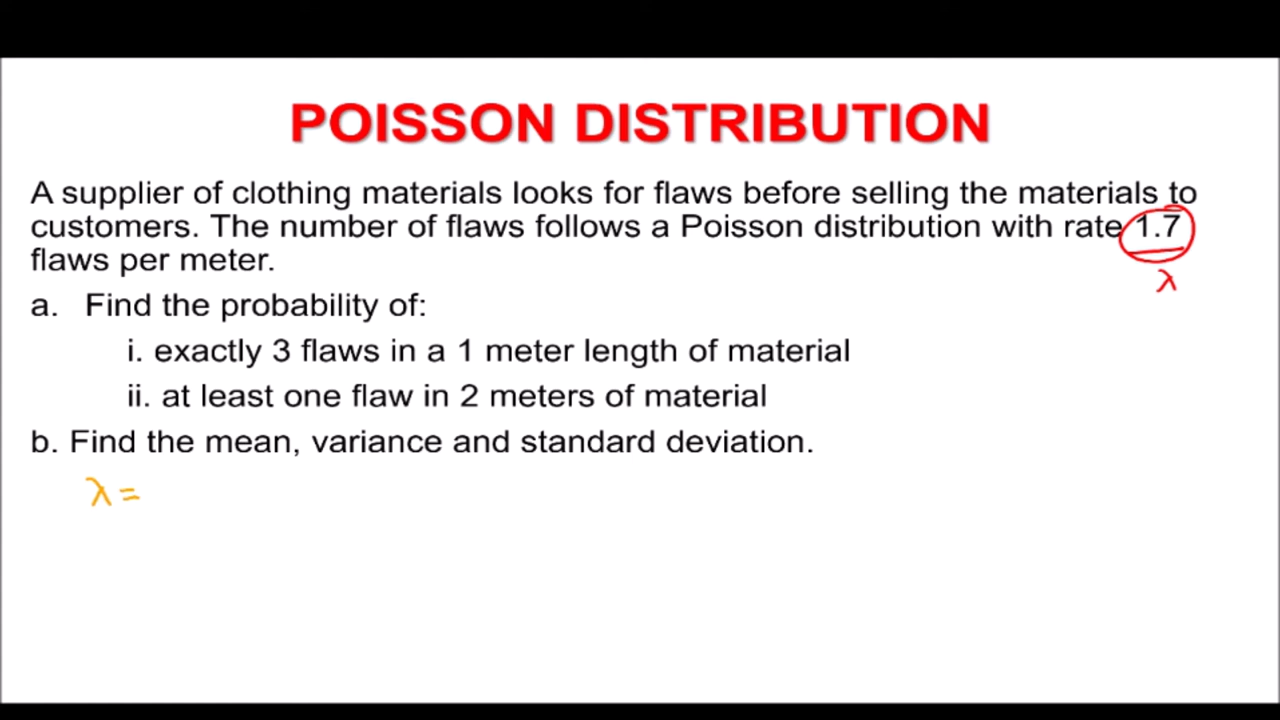 POISSON DISTRIBUTION
A supplier of clothing materials looks for flaws before selling the materials to
customers. The number of flaws follows a Poisson distribution with rate 1.7
flaws per meter.
λ
a. Find the probability of:
i. exactly 3 flaws in a 1 meter length of material
ii. at least one flaw in 2 meters of material
b. Find the mean, variance and standard deviation.
λ =